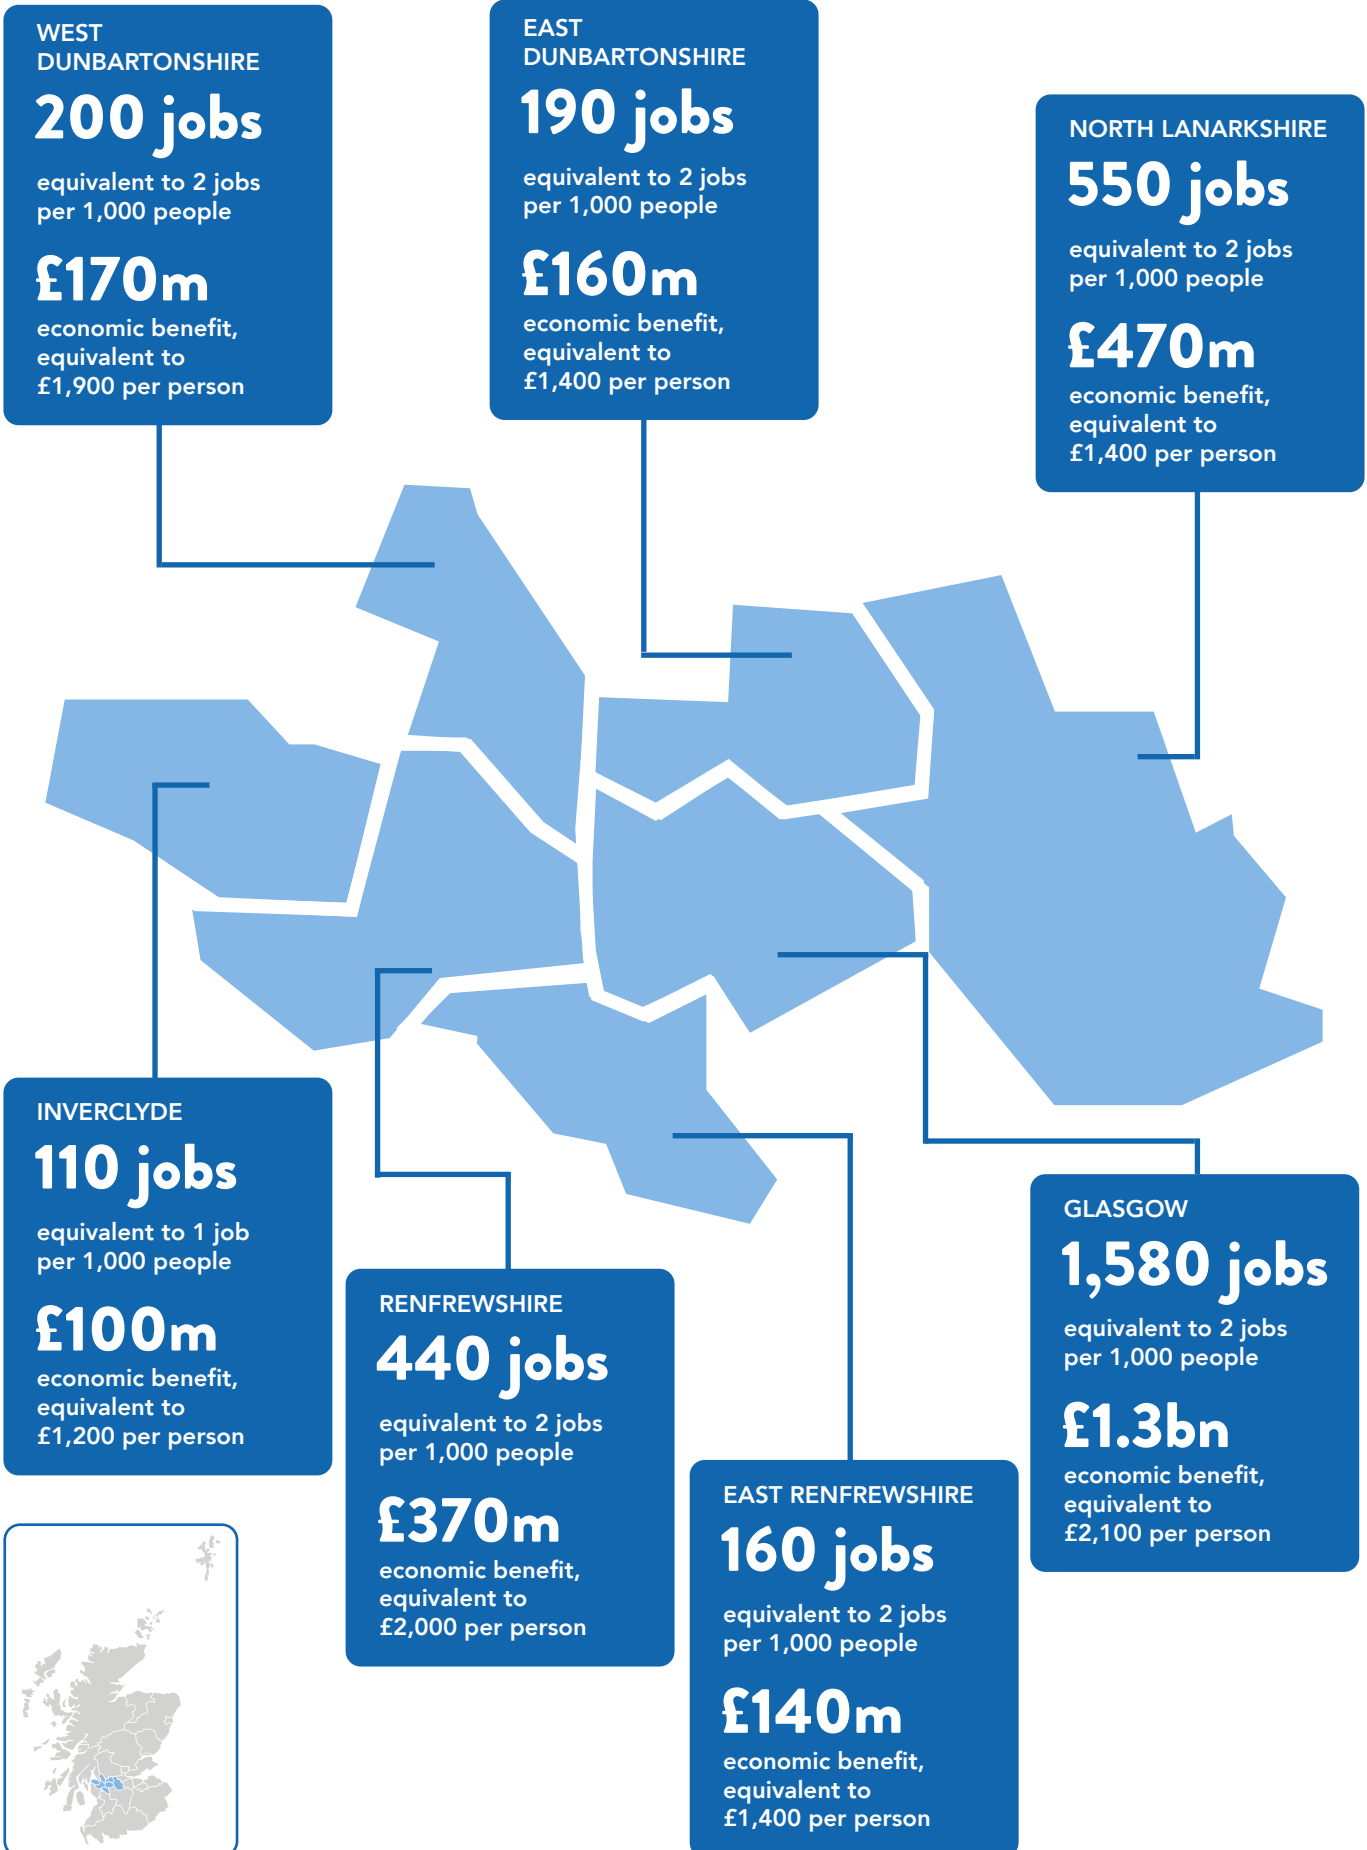 WEST
DUNBARTONSHIRE
200 jobs
equivalent to 2 jobs
per 1,000 people
£170m
economic benefit,
equivalent to
£1,900 per person
EAST
DUNBARTONSHIRE
190 jobs
equivalent to 2 jobs
per 1,000 people
£160m
economic benefit,
equivalent to
£1,400 per person
NORTH LANARKSHIRE
550 jobs
equivalent to 2 jobs
per 1,000 people
£470m
economic benefit,
equivalent to
£1,400 per person
INVERCLYDE
110 jobs
equivalent to 1 job
per 1,000 people
£100m
economic benefit,
equivalent to
£1,200 per person
RENFREWSHIRE
440 jobs
equivalent to 2 jobs
per 1,000 people
£370m
economic benefit,
equivalent to
£2,000 per person
EAST RENFREWSHIRE
160 jobs
equivalent to 2 jobs
per 1,000 people
£140m
economic benefit,
equivalent to
£1,400 per person
GLASGOW
1,580 jobs
equivalent to 2 jobs
per 1,000 people
£1.3bn
economic benefit,
equivalent to
£2,100 per person